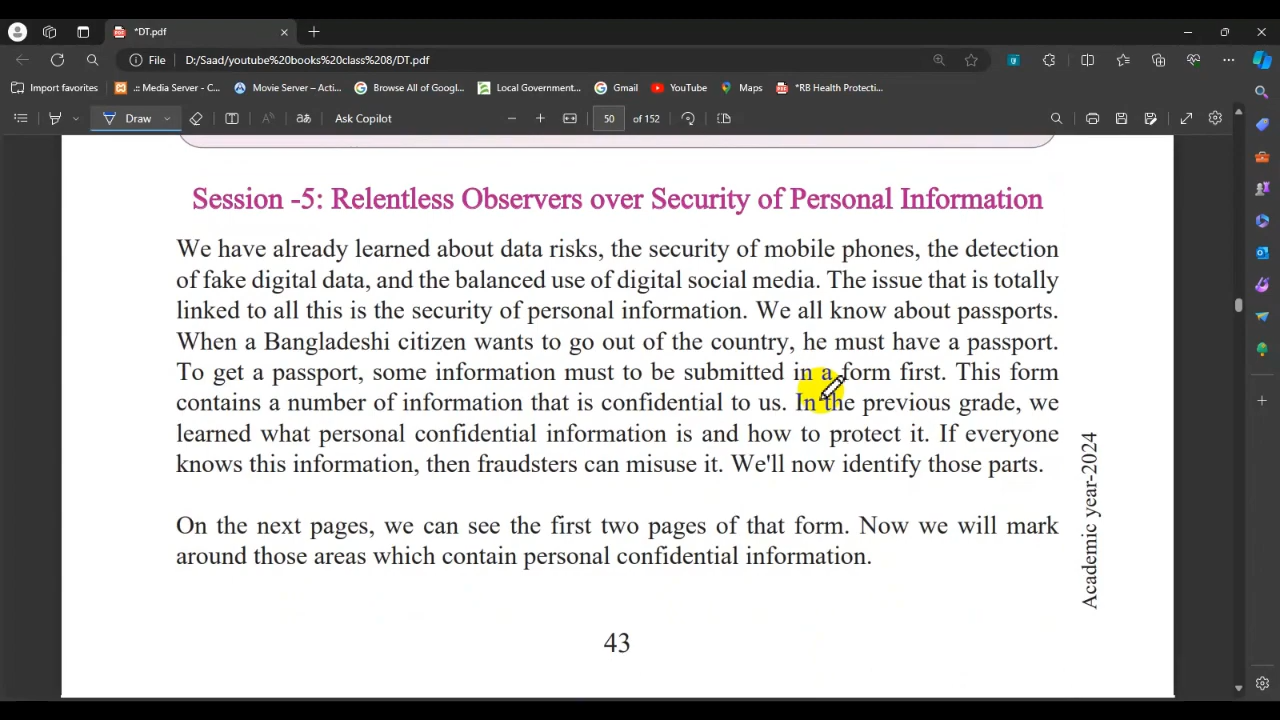 *DT.pdf
File D:/Saad/youtube%20books%20class%208/DT.pdf
Import favorites .:: Media Server - C... Movie Server – Acti... Browse All of Googl... Local Government... Gmail YouTube Maps *RB Health Protecti...
Draw Ask Copilot 50 of 152
Session -5: Relentless Observers over Security of Personal Information
We have already learned about data risks, the security of mobile phones, the detection
of fake digital data, and the balanced use of digital social media. The issue that is totally
linked to all this is the security of personal information. We all know about passports.
When a Bangladeshi citizen wants to go out of the country, he must have a passport.
To get a passport, some information must to be submitted in a form first. This form
contains a number of information that is confidential to us. In the previous grade, we
learned what personal confidential information is and how to protect it. If everyone
knows this information, then fraudsters can misuse it. We'll now identify those parts.
On the next pages, we can see the first two pages of that form. Now we will mark
around those areas which contain personal confidential information.
43
Academic year-2024